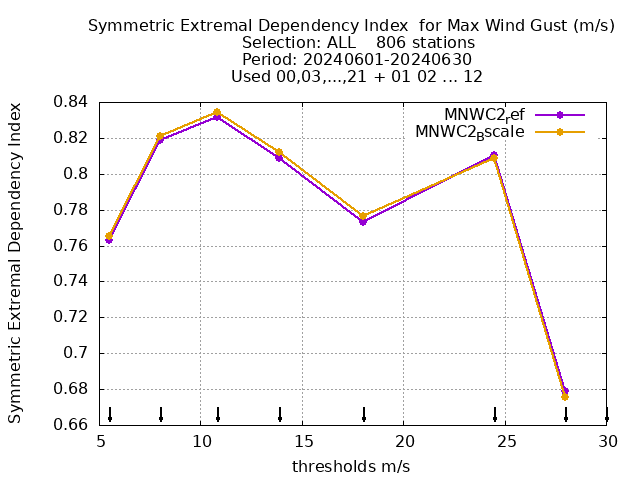 Symmetric Extremal Dependency Index  for Max Wind Gust (m/s)
Selection: ALL    806 stations
Period: 20240601-20240630
Used 00,03,...,21 + 01 02 ... 12
Symmetric Extremal Dependency Index
0.84
0.82
0.8
0.78
0.76
0.74
0.72
0.7
0.68
0.66
MNWC2ref
MNWC2Bscale
5 10 15 20 25 30
thresholds m/s